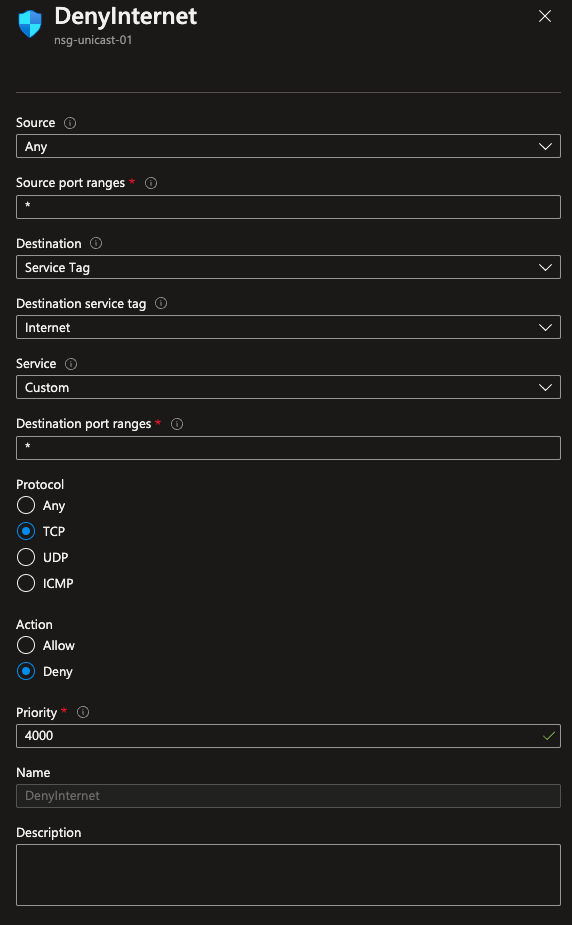 DenyInternet
nsg-unicast-01
Source
Any
Source port ranges *
*
Destination
Service Tag
Destination service tag
Internet
Service
Custom
Destination port ranges *
*
Protocol
Any
TCP
UDP
ICMP
Action
Allow
Deny
Priority *
4000
Name
DenyInternet
Description